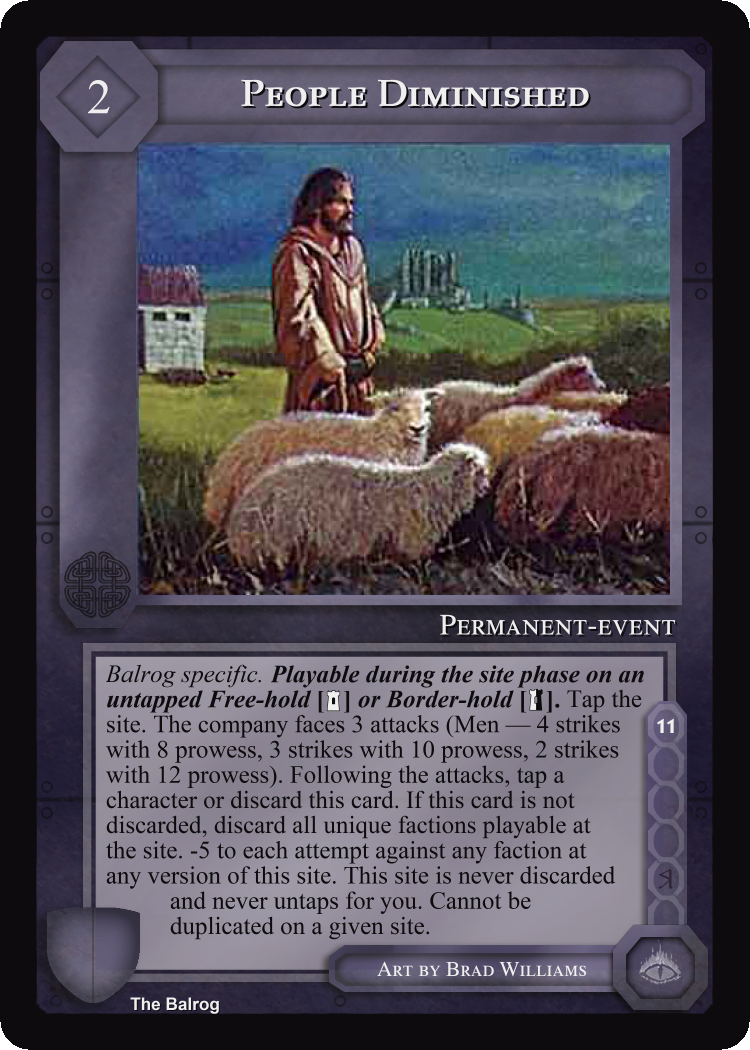 2
PEOPLE DIMINISHED
PERMANENT-EVENT
Balrog specific. Playable during the site phase on an
untapped Free-hold [ ] or Border-hold [ ]. Tap the
site. The company faces 3 attacks (Men — 4 strikes
with 8 prowess, 3 strikes with 10 prowess, 2 strikes
with 12 prowess). Following the attacks, tap a
character or discard this card. If this card is not
discarded, discard all unique factions playable at
the site. -5 to each attempt against any faction at
any version of this site. This site is never discarded
and never untaps for you. Cannot be
duplicated on a given site.
11
ART BY BRAD WILLIAMS
The Balrog